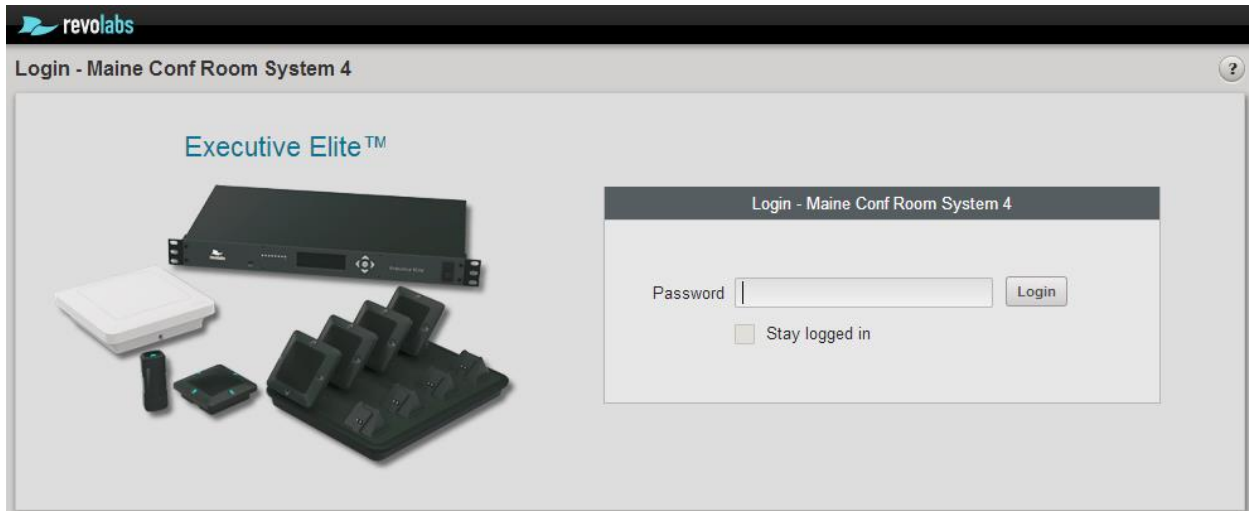 revolabs
Login - Maine Conf Room System 4
?
Executive Elite™
Login - Maine Conf Room System 4
Password
Login
Stay logged in